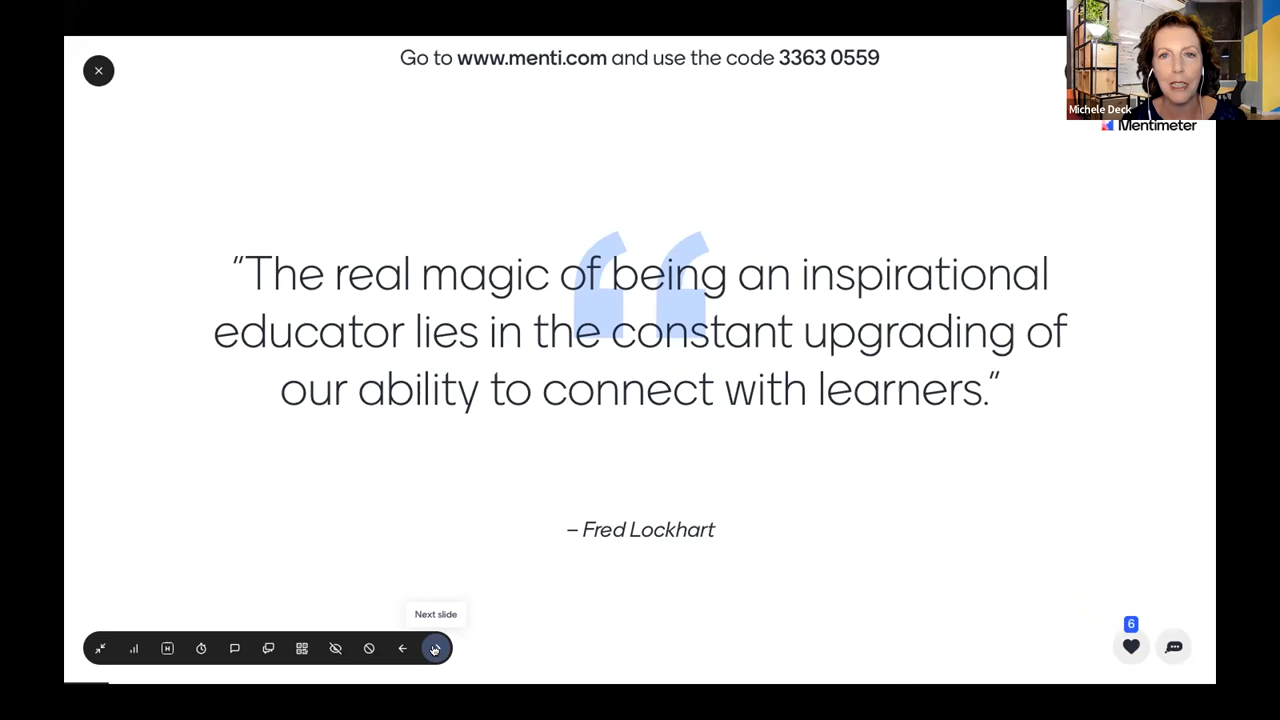 Go to www.menti.com and use the code 3363 0559
Michele Deck
Mentimeter
“The real magic of being an inspirational
educator lies in the constant upgrading of
our ability to connect with learners.”
– Fred Lockhart
Next slide
H
6